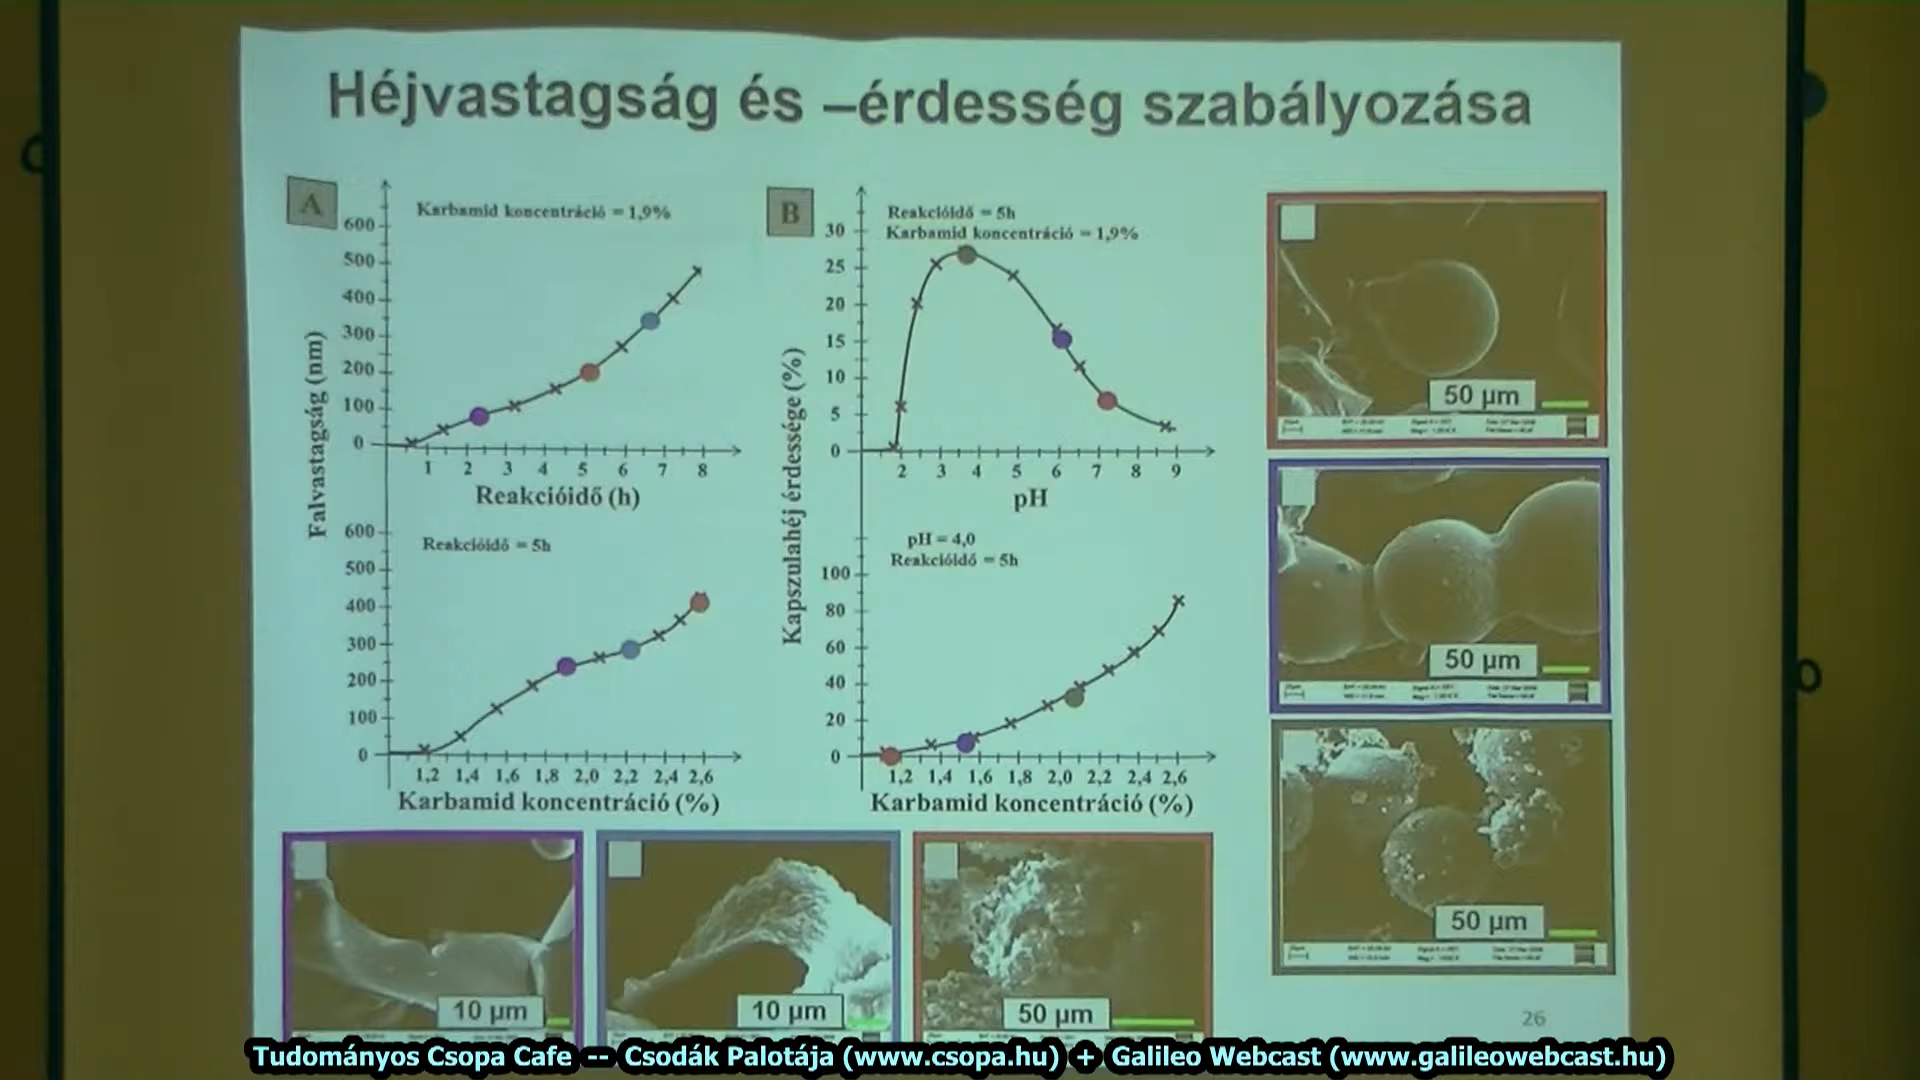 Héjvastagság és –érdesség szabályozása
A
Karbamid koncentráció = 1,9%
600
500
400
300
200
100
0
1 2 3 4 5 6 7 8
Reakcióidő (h)
Falvastagság (nm)
Reakcióidő = 5h
600
500
400
300
200
100
0
1,2 1,4 1,6 1,8 2,0 2,2 2,4 2,6
Karbamid koncentráció (%)
B
Reakcióidő = 5h
Karbamid koncentráció = 1,9%
30
25
20
15
10
5
0
2 3 4 5 6 7 8 9
pH
Kapszulahéj érdessége (%)
pH = 4,0
Reakcióidő = 5h
100
80
60
40
20
0
1,2 1,4 1,6 1,8 2,0 2,2 2,4 2,6
Karbamid koncentráció (%)
50 µm
50 µm
50 µm
10 µm
10 µm
50 µm
26
Tudományos Csopa Cafe -- Csodák Palotája (www.csopa.hu) + Galileo Webcast (www.galileowebcast.hu)